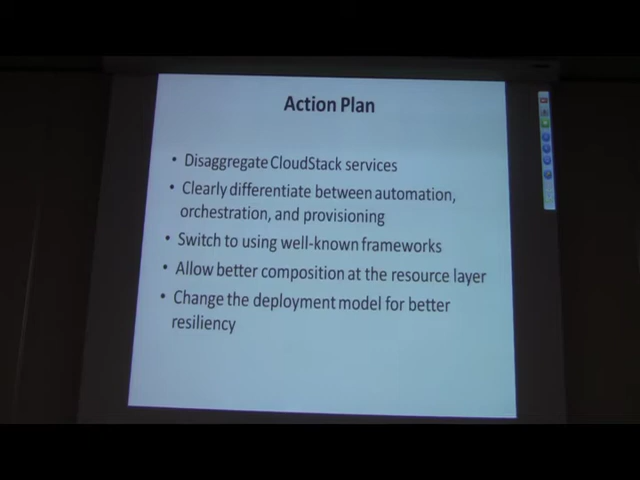 Action Plan
• Disaggregate CloudStack services
• Clearly differentiate between automation,
orchestration, and provisioning
• Switch to using well-known frameworks
• Allow better composition at the resource layer
• Change the deployment model for better
resiliency